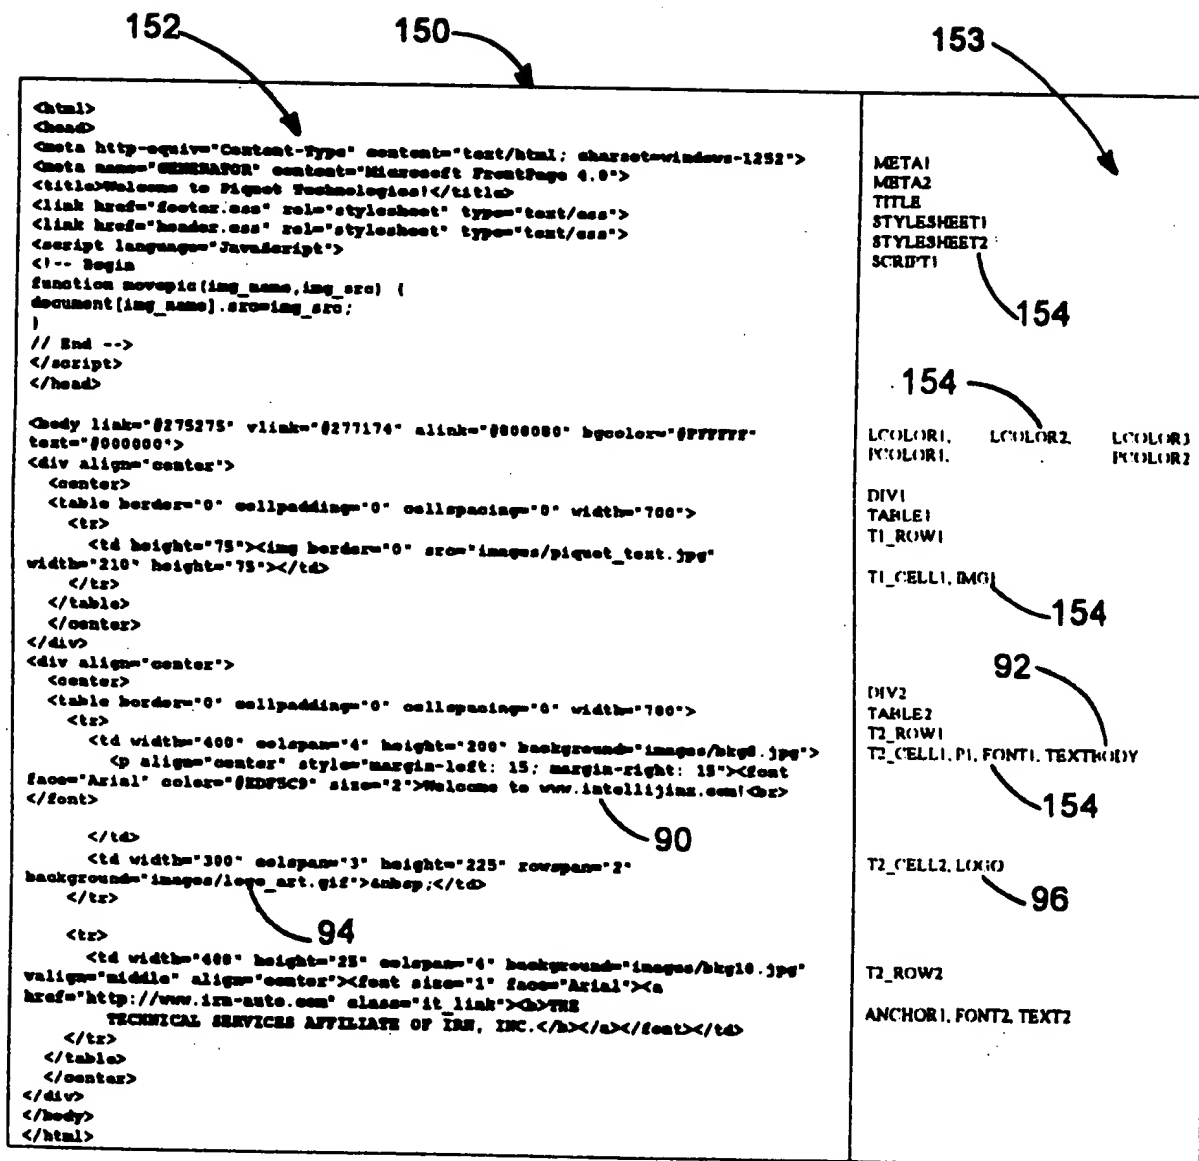 152 150 153
<html>
<head>
<meta http-equiv="Content-Type" content="text/html; charset=windows-1252">
<meta name="GENERATOR" content="Microsoft FrontPage 4.0">
<title>Welcome to Piquet Technologies!</title>
<link href="footer.css" rel="stylesheet" type="text/css">
<link href="header.css" rel="stylesheet" type="text/css">
<script language="JavaScript">
<!-- Begin
function movepic(img_name,img_src) {
document[img_name].src=img_src;
}
// End -->
</script>
</head>
META1
META2
TITLE
STYLESHEET1
STYLESHEET2
SCRIPT1
154
154
<body link="#275275" vlink="#277174" alink="#808080" bgcolor="#FFFFFF"
text="#000000">
<div align="center">
<center>
<table border="0" cellpadding="0" cellspacing="0" width="700">
<tr>
<td height="75"><img border="0" src="images/piquet_text.jpg"
width="210" height="75"></td>
</tr>
</table>
</center>
</div>
LCOLOR1, LCOLOR2, LCOLOR3
PCOLOR1, PCOLOR2
DIV1
TABLE1
T1_ROW1
T1_CELL1, IMG1
154
<div align="center">
<center>
<table border="0" cellpadding="0" cellspacing="0" width="700">
<tr>
<td width="400" colspan="4" height="200" background="images/bkg8.jpg">
<p align="center" style="margin-left: 15; margin-right: 15"><font
face="Arial" color="#EDF5C9" size="2">Welcome to www.intellijinx.com!<br>
</font>
90
</td>
<td width="300" colspan="3" height="225" rowspan="2"
background="images/logo_art.gif">&nbsp;</td>
</tr>
94
92
DIV2
TABLE2
T2_ROW1
T2_CELL1, P1, FONT1, TEXTBODY
154
T2_CELL2, LOGO
96
<tr>
<td width="400" height="25" colspan="4" background="images/bkg10.jpg"
valign="middle" align="center"><font size="1" face="Arial"><a
href="http://www.irn-auto.com" class="it_link"><b>THE
TECHNICAL SERVICES AFFILIATE OF IRN, INC.</b></a></font></td>
</tr>
</table>
</center>
</div>
</body>
</html>
T2_ROW2
ANCHOR1, FONT2, TEXT2